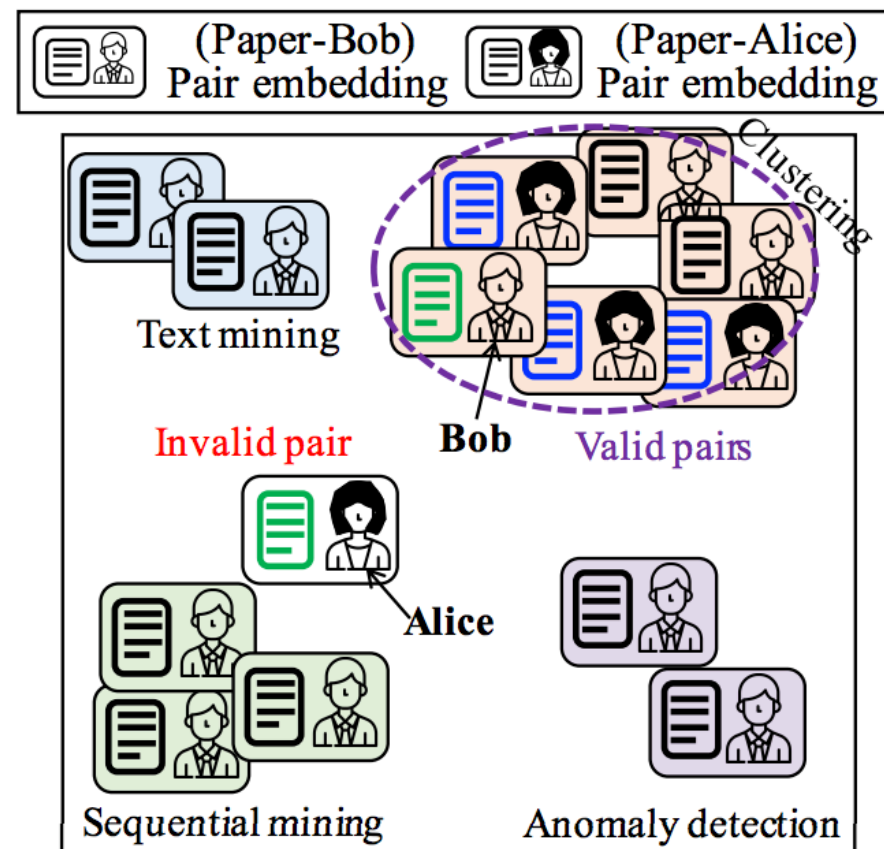 (Paper-Bob)
Pair embedding
(Paper-Alice)
Pair embedding
Clustering
Text mining
Invalid pair
Bob
Valid pairs
Alice
Sequential mining
Anomaly detection